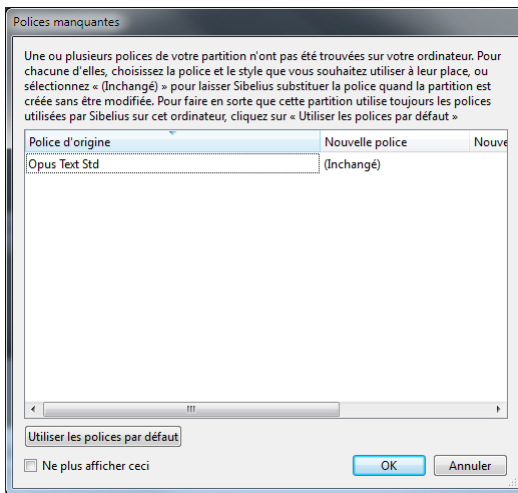 Polices manquantes
Une ou plusieurs polices de votre partition n'ont pas été trouvées sur votre ordinateur. Pour
chacune d'elles, choisissez la police et le style que vous souhaitez utiliser à leur place, ou
sélectionnez « (Inchangé) » pour laisser Sibelius substituer la police quand la partition est
créée sans être modifiée. Pour faire en sorte que cette partition utilise toujours les polices
utilisées par Sibelius sur cet ordinateur, cliquez sur « Utiliser les polices par défaut »
Police d'origine Nouvelle police Nouve
Opus Text Std (Inchangé)
Utiliser les polices par défaut
Ne plus afficher ceci OK Annuler